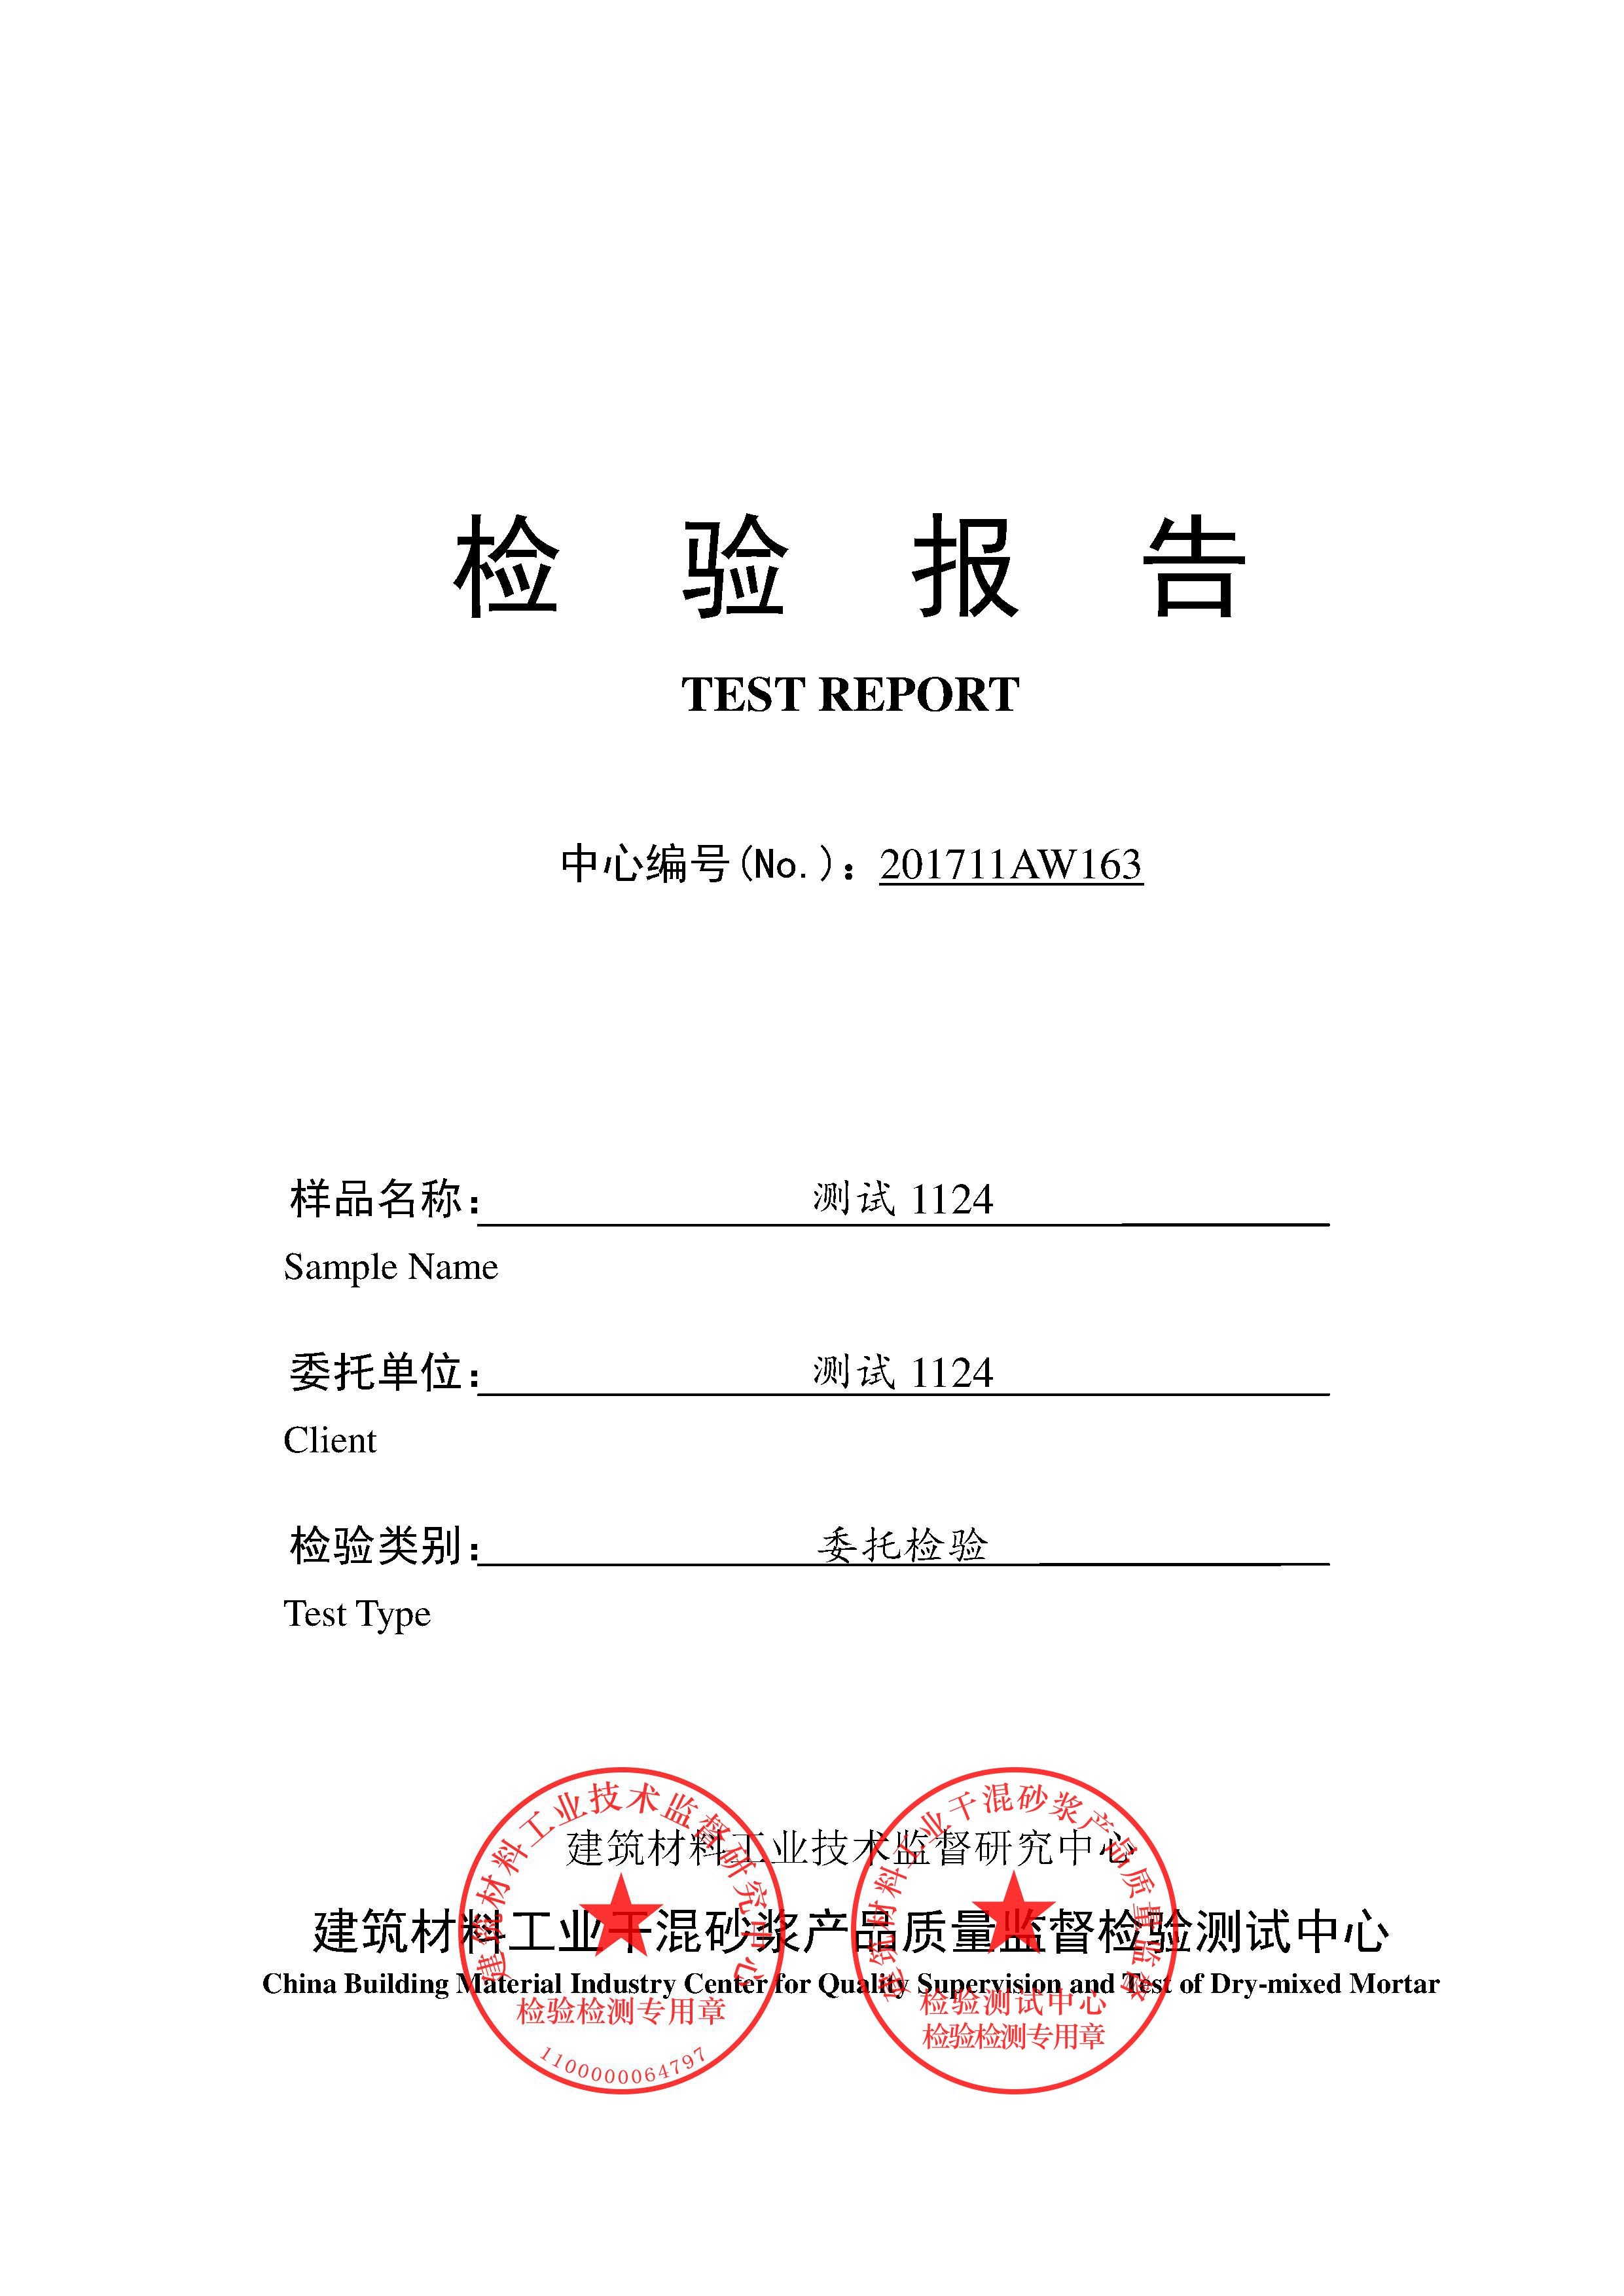 检 验 报 告
TEST REPORT
中心编号(No.)：201711AW163
样品名称： 测试 1124
Sample Name
委托单位： 测试 1124
Client
检验类别： 委托检验
Test Type
建筑材料工业技术监督研究中心
建筑材料工业干混砂浆产品质量监督检验测试中心
China Building Material Industry Center for Quality Supervision and Test of Dry-mixed Mortar
建筑材料工业技术监督研究中心
检验检测专用章
1100000064797
建筑材料工业干混砂浆产品质量监督
检验测试中心
检验检测专用章